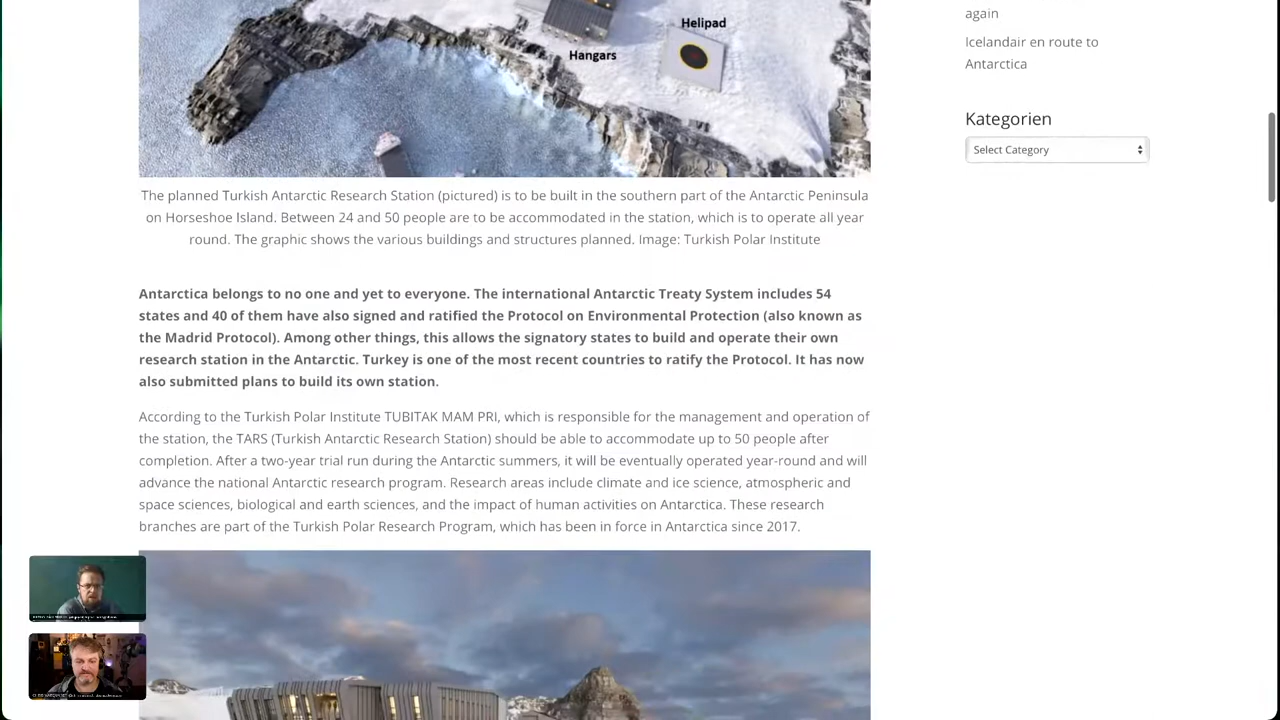 again
Helipad
Icelandair en route to
Hangars
Antarctica
Kategorien
Select Category
The planned Turkish Antarctic Research Station (pictured) is to be built in the southern part of the Antarctic Peninsula
on Horseshoe Island. Between 24 and 50 people are to be accommodated in the station, which is to operate all year
round. The graphic shows the various buildings and structures planned. Image: Turkish Polar Institute
Antarctica belongs to no one and yet to everyone. The international Antarctic Treaty System includes 54
states and 40 of them have also signed and ratified the Protocol on Environmental Protection (also known as
the Madrid Protocol). Among other things, this allows the signatory states to build and operate their own
research station in the Antarctic. Turkey is one of the most recent countries to ratify the Protocol. It has now
also submitted plans to build its own station.
According to the Turkish Polar Institute TUBITAK MAM PRI, which is responsible for the management and operation of
the station, the TARS (Turkish Antarctic Research Station) should be able to accommodate up to 50 people after
completion. After a two-year trial run during the Antarctic summers, it will be eventually operated year-round and will
advance the national Antarctic research program. Research areas include climate and ice science, atmospheric and
space sciences, biological and earth sciences, and the impact of human activities on Antarctica. These research
branches are part of the Turkish Polar Research Program, which has been in force in Antarctica since 2017.